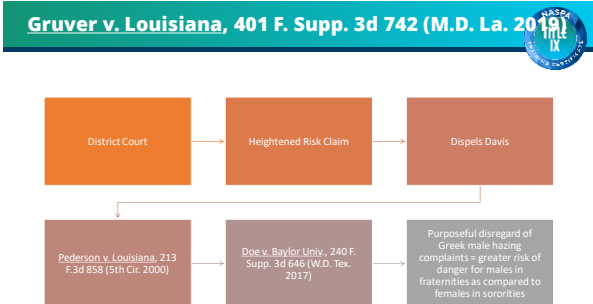 Gruver v. Louisiana, 401 F. Supp. 3d 742 (M.D. La. 2019)
NASPA
TITLE
IX
TRAINING CERTIFICATE
District Court
Heightened Risk Claim
Dispels Davis
Pederson v. Louisiana, 213
F.3d 858 (5th Cir. 2000)
Doe v. Baylor Univ., 240 F.
Supp. 3d 646 (W.D. Tex.
2017)
Purposeful disregard of
Greek male hazing
complaints = greater risk of
danger for males in
fraternities as compared to
females in sororities